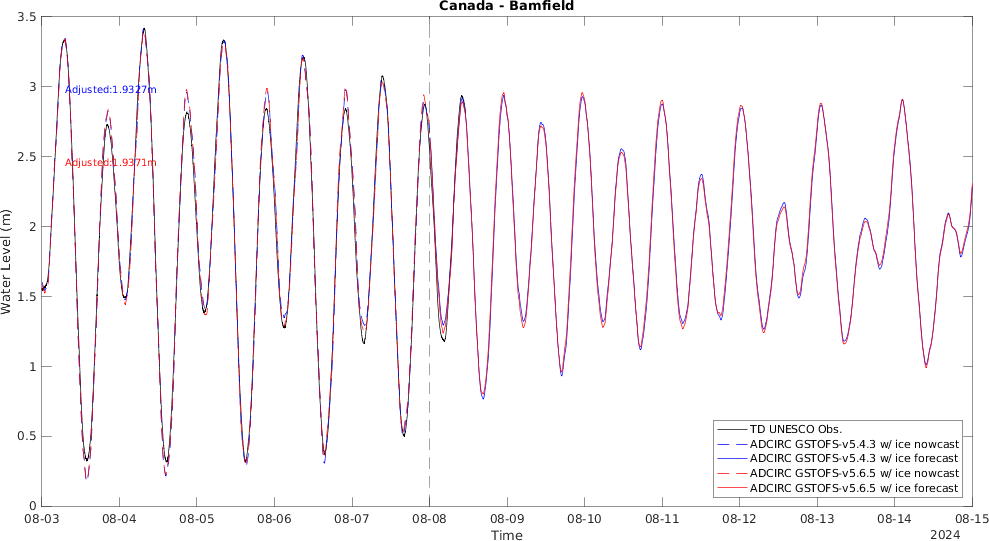 Canada - Bamfield
3.5
3
Adjusted:1.9327m
2.5
Adjusted:1.9371m
2
Water Level (m)
1.5
1
0.5
0
TD UNESCO Obs.
ADCIRC GSTOFS-v5.4.3 w/ ice nowcast
ADCIRC GSTOFS-v5.4.3 w/ ice forecast
ADCIRC GSTOFS-v5.6.5 w/ ice nowcast
ADCIRC GSTOFS-v5.6.5 w/ ice forecast
08-03 08-04 08-05 08-06 08-07 08-08 08-09 08-10 08-11 08-12 08-13 08-14 08-15
Time
2024